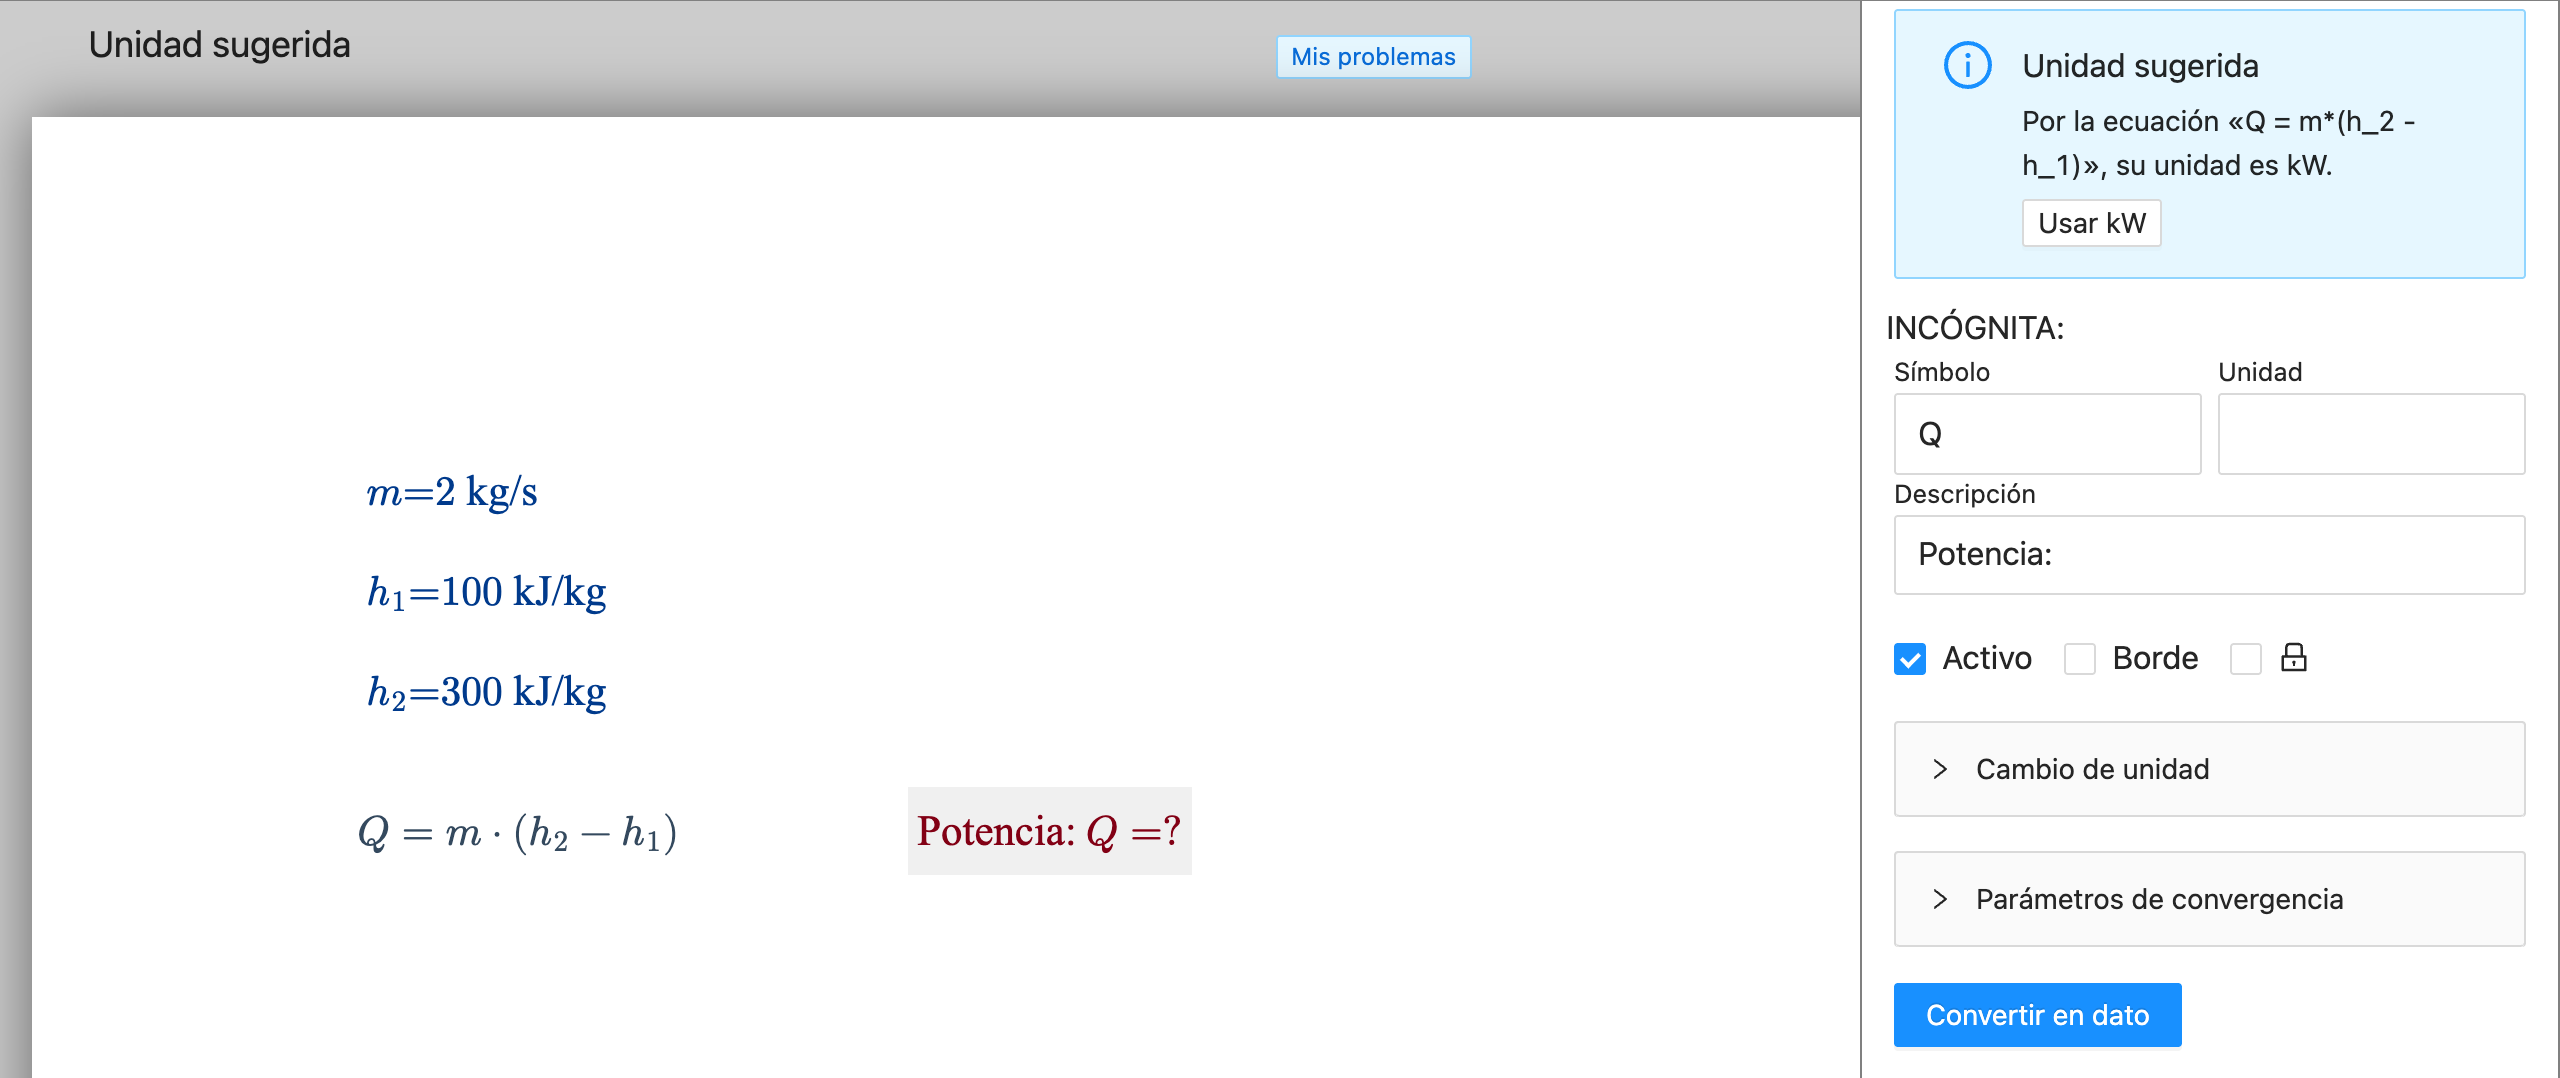 Unidad sugerida
Mis problemas
m=2 kg/s
h₁=100 kJ/kg
h₂=300 kJ/kg
Q = m · (h₂ − h₁)
Potencia: Q =?
Unidad sugerida
Por la ecuación «Q = m*(h_2 -
h_1)», su unidad es kW.
Usar kW
INCÓGNITA:
Símbolo
Unidad
Q
Descripción
Potencia:
Activo
Borde
Cambio de unidad
Parámetros de convergencia
Convertir en dato